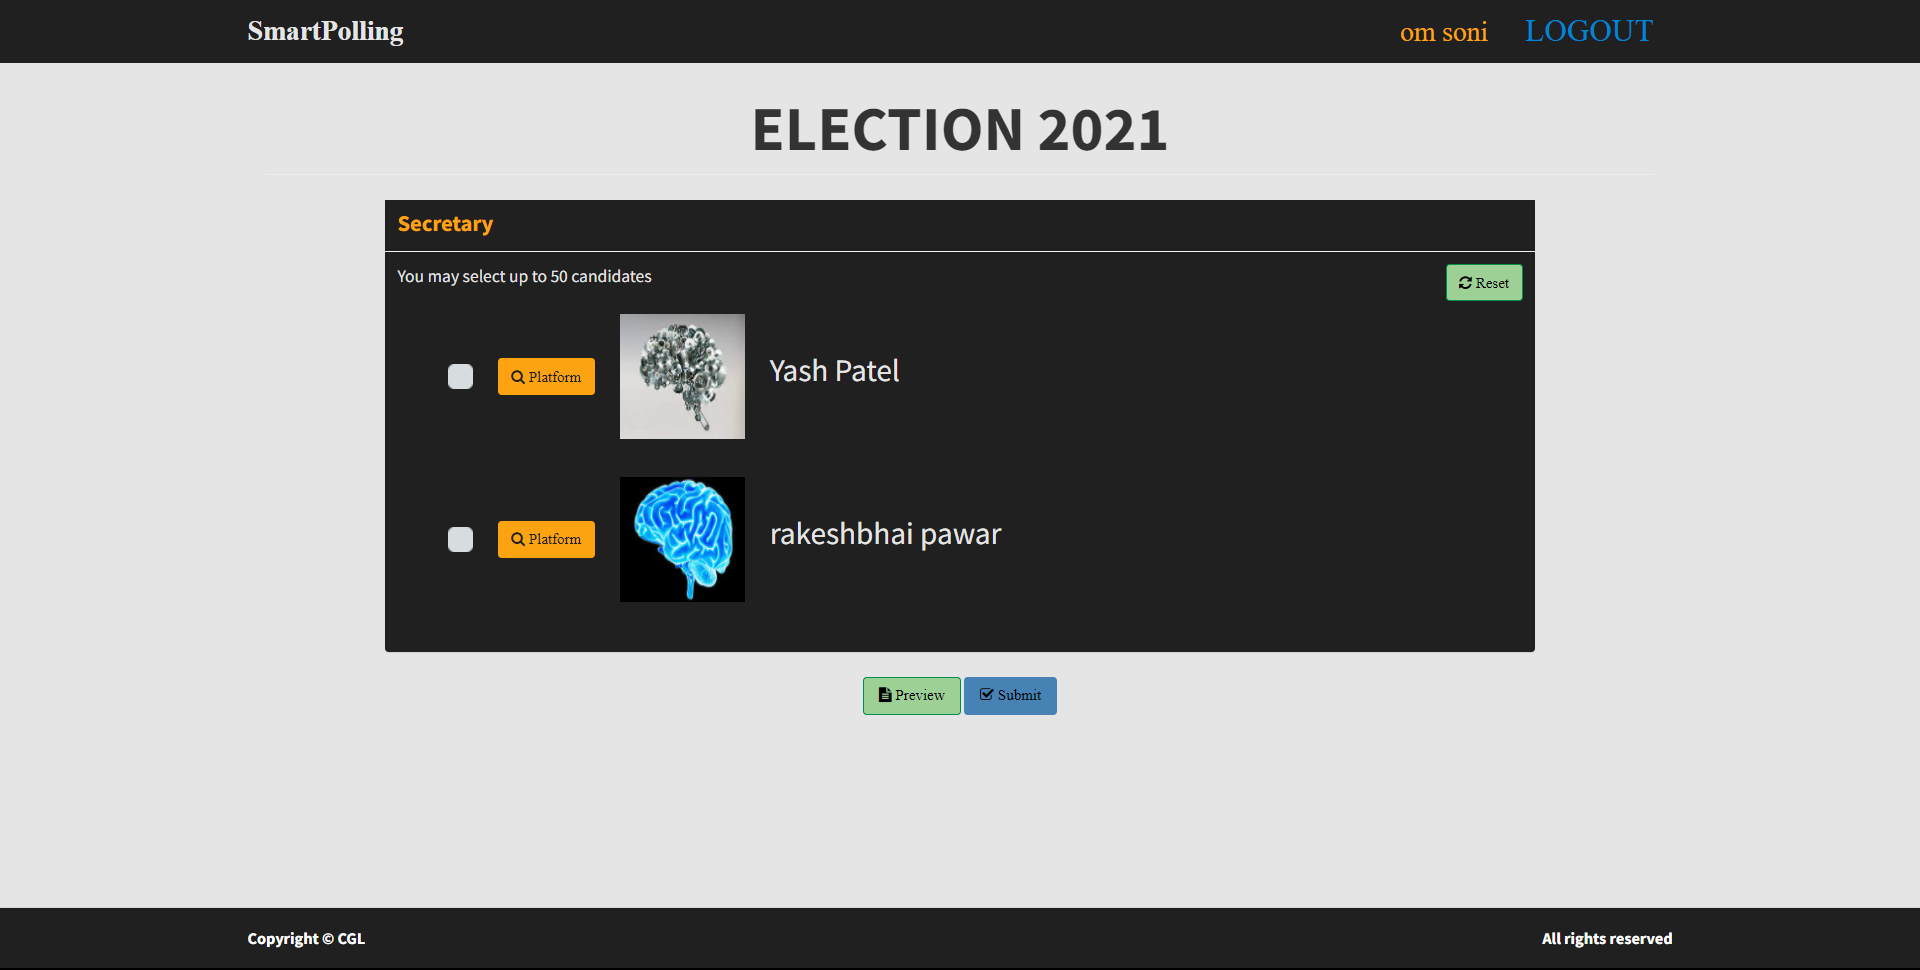 SmartPolling
om soni LOGOUT
ELECTION 2021
Secretary
You may select up to 50 candidates
Reset
Platform
Yash Patel
Platform
rakeshbhai pawar
Preview Submit
Copyright © CGL
All rights reserved